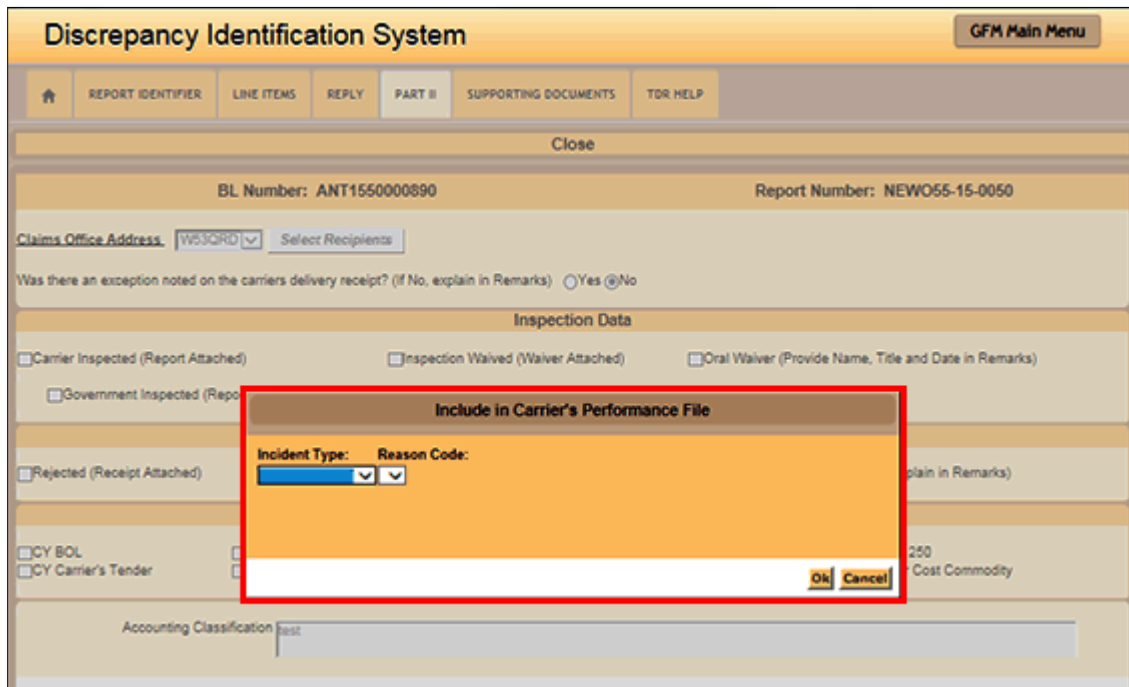 Discrepancy Identification System
GFM Main Menu
REPORT IDENTIFIER LINE ITEMS REPLY PART II SUPPORTING DOCUMENTS TDR HELP
Close
BL Number: ANT1550000890 Report Number: NEWO55-15-0050
Claims Office Address W53QRD Select Recipients
Was there an exception noted on the carriers delivery receipt? (If No, explain in Remarks) Yes No
Inspection Data
Carrier Inspected (Report Attached) Inspection Waived (Waiver Attached) Oral Waiver (Provide Name, Title and Date in Remarks)
Government Inspected (Repo
Include in Carrier's Performance File
Incident Type: Reason Code:
Rejected (Receipt Attached) plain in Remarks)
CY BOL 250
CY Carrier's Tender Cost Commodity
Ok Cancel
Accounting Classification test